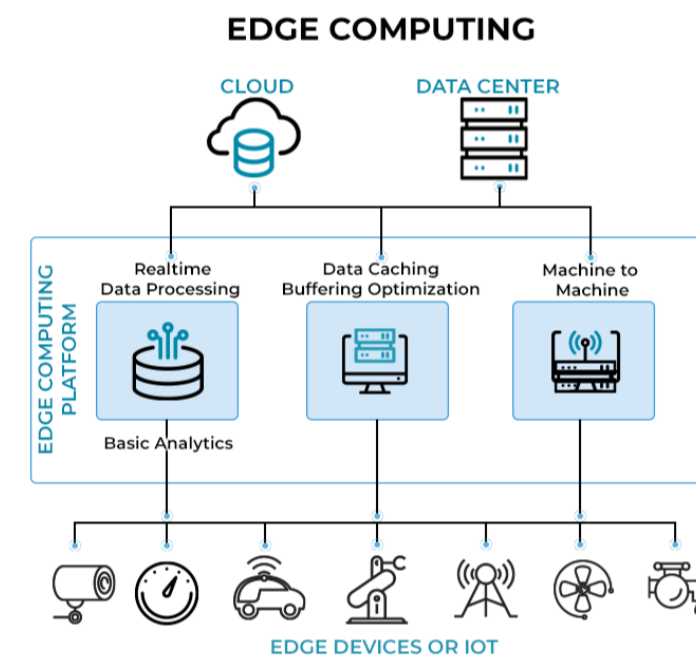 EDGE COMPUTING
CLOUD
DATA CENTER
EDGE COMPUTING
PLATFORM
Realtime
Data Processing
Data Caching
Buffering Optimization
Machine to
Machine
Basic Analytics
EDGE DEVICES OR IOT